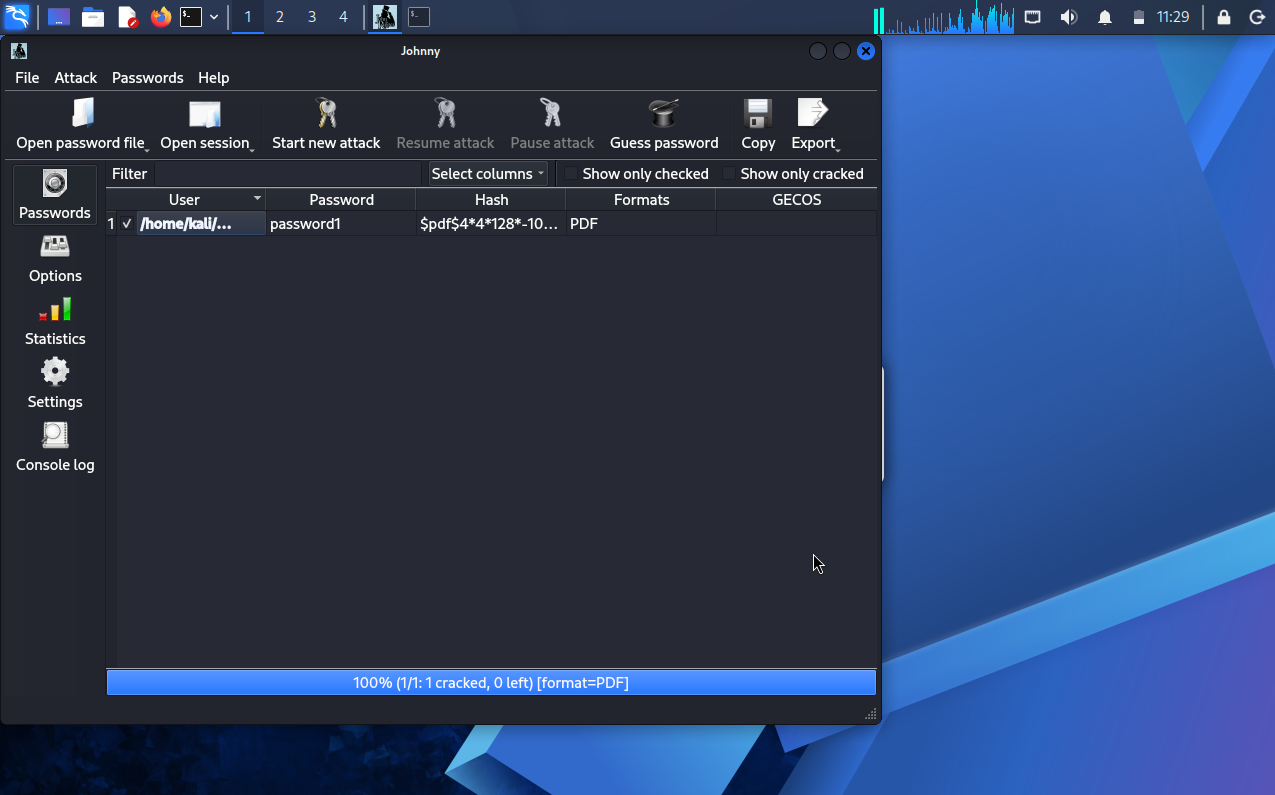 1 2 3 4 11:29
Johnny
File Attack Passwords Help
Open password file Open session Start new attack Resume attack Pause attack Guess password Copy Export
Passwords
Options
Statistics
Settings
Console log
Filter Select columns Show only checked Show only cracked
User Password Hash Formats GECOS
1 /home/kali/... password1 $pdf$4*4*128*-10... PDF
100% (1/1: 1 cracked, 0 left) [format=PDF]